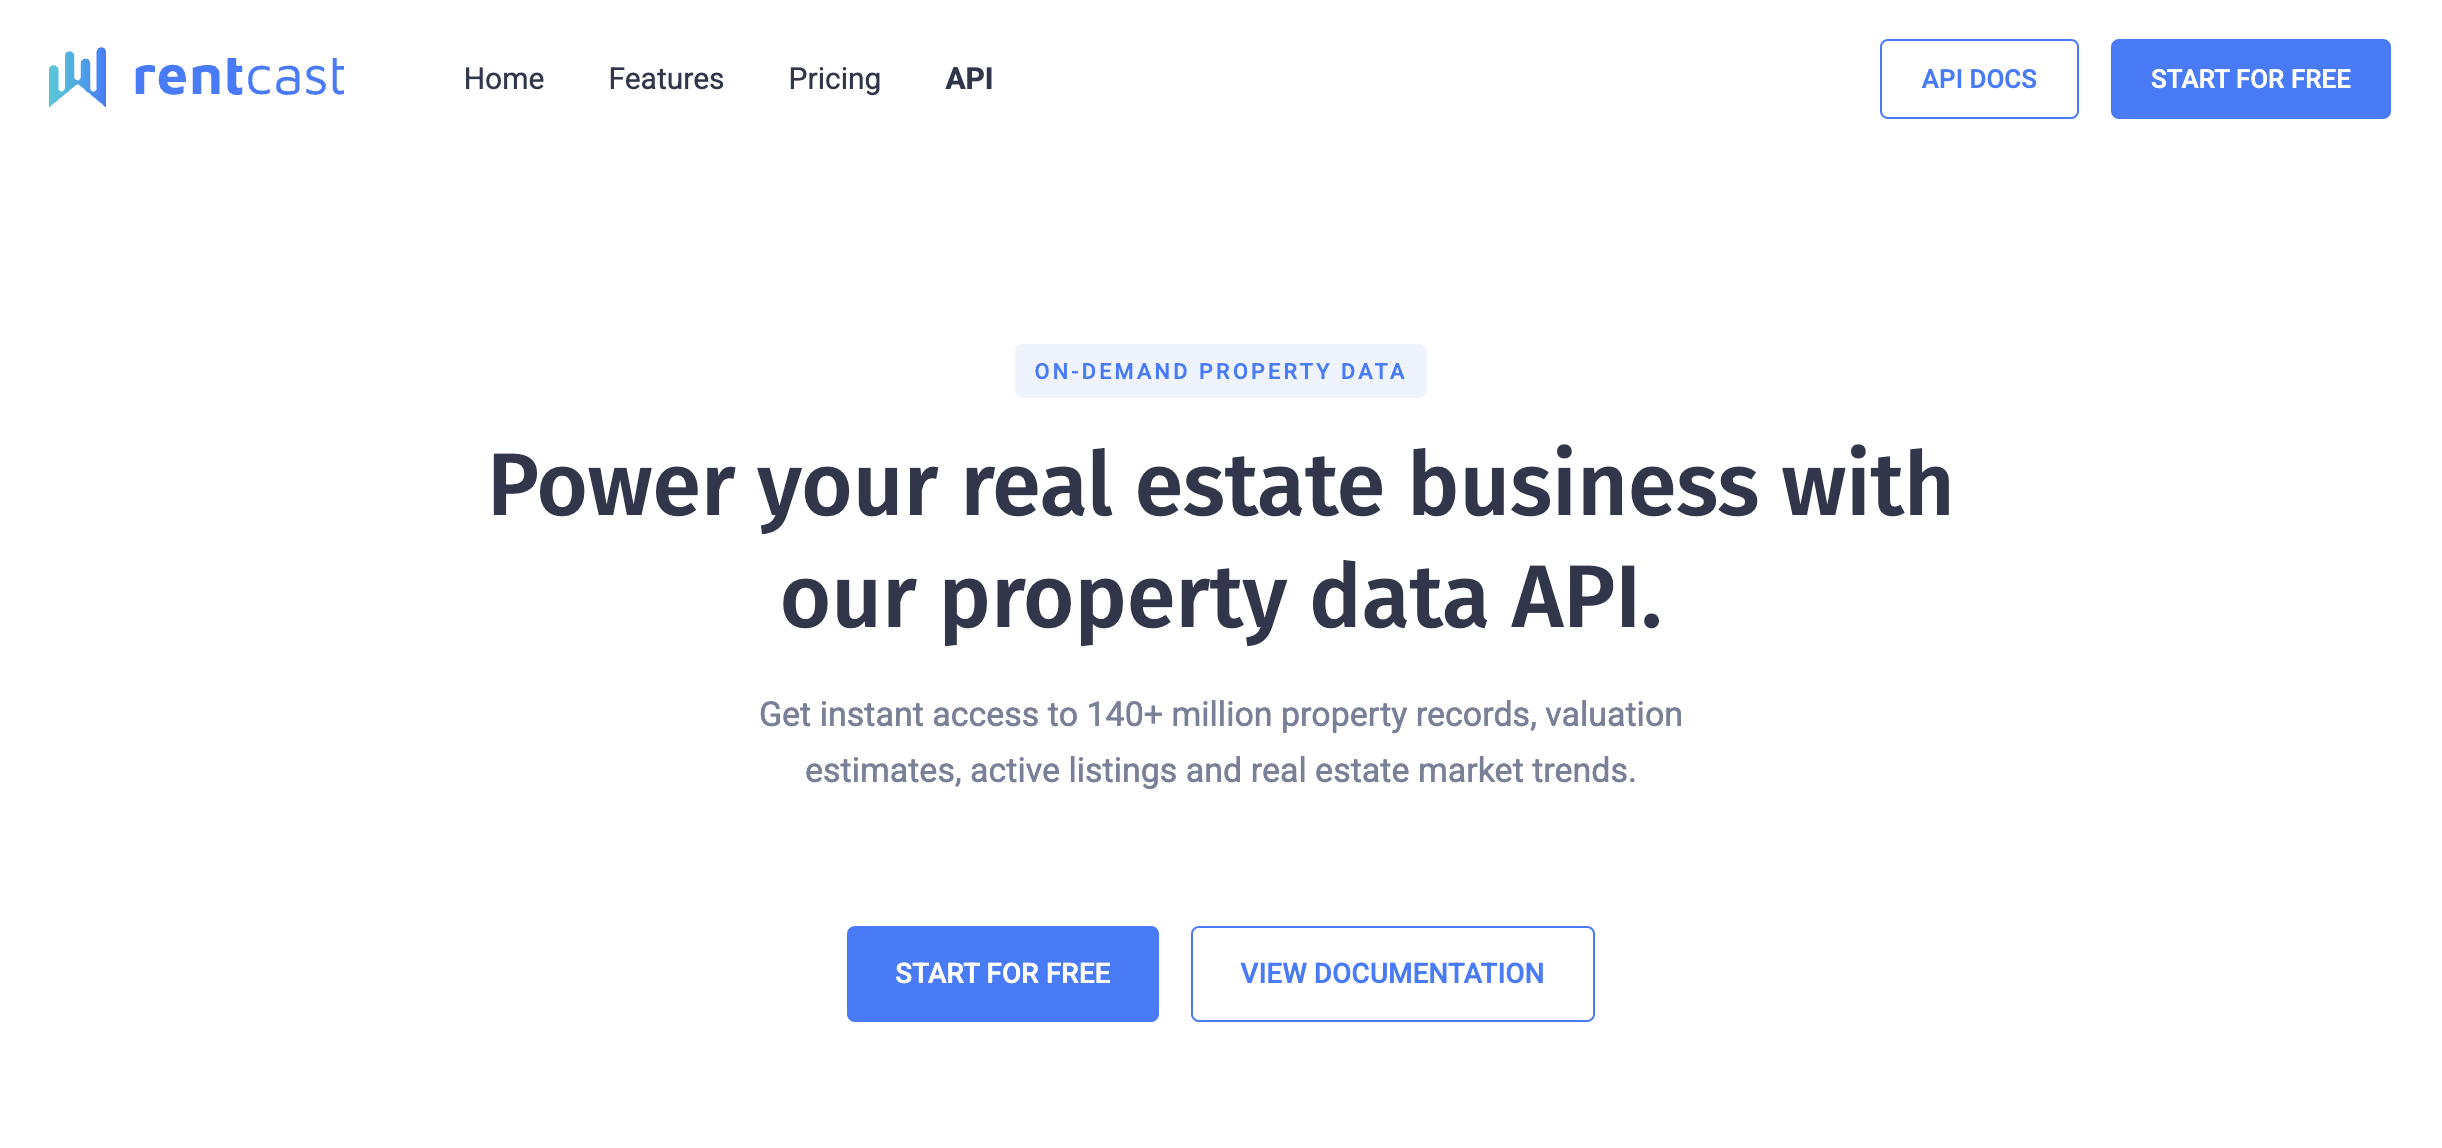 rentcast
Home
Features
Pricing
API
API DOCS
START FOR FREE
ON-DEMAND PROPERTY DATA
Power your real estate business with
our property data API.
Get instant access to 140+ million property records, valuation
estimates, active listings and real estate market trends.
START FOR FREE
VIEW DOCUMENTATION